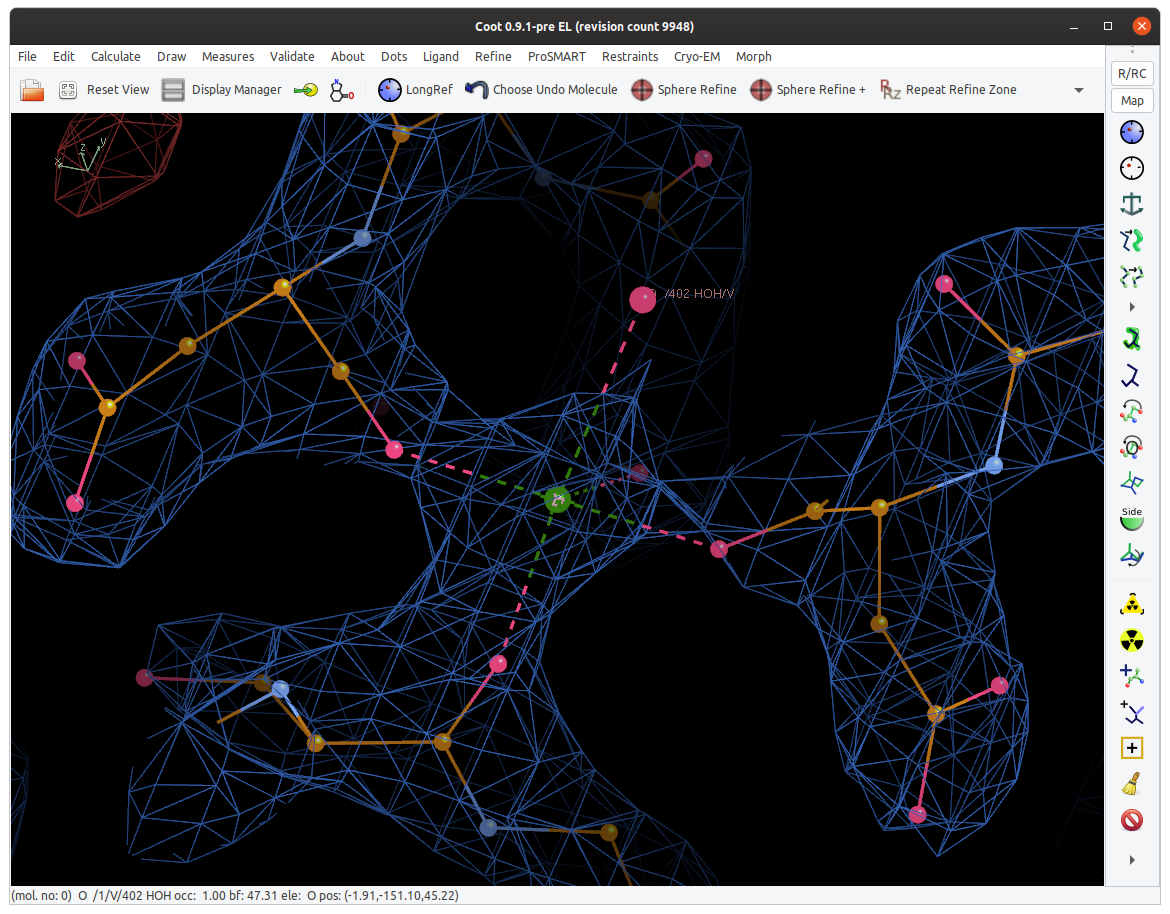 Coot 0.9.1-pre EL (revision count 9948)
File Edit Calculate Draw Measures Validate About Dots Ligand Refine ProSMART Restraints Cryo-EM Morph
Reset View Display Manager LongRef Choose Undo Molecule Sphere Refine Sphere Refine + Repeat Refine Zone
R/RC
Map
x z y
O /402 HOH/V
Side
(mol. no: 0) O /1/V/402 HOH occ: 1.00 bf: 47.31 ele: O pos: (-1.91,-151.10,45.22)